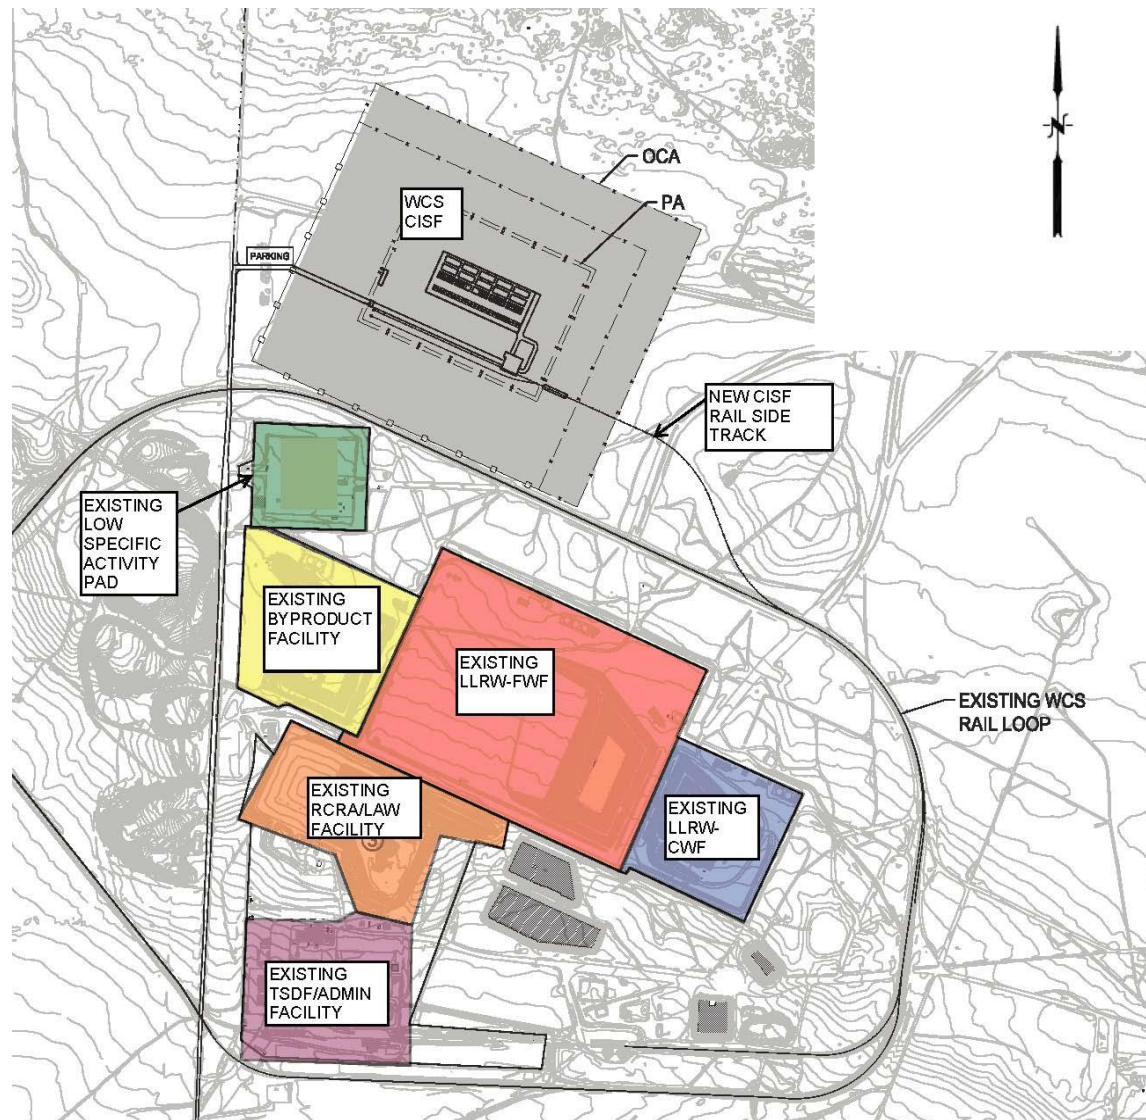 N
OCA
WCS
CISF
PA
PARKING
NEW CISF
RAIL SIDE
TRACK
EXISTING
LOW
SPECIFIC
ACTIVITY
PAD
EXISTING
BYPRODUCT
FACILITY
EXISTING
LLRW-FWF
EXISTING WCS
RAIL LOOP
EXISTING
RCRA/LAW
FACILITY
EXISTING
LLRW-
CWF
EXISTING
TSDF/ADMIN
FACILITY